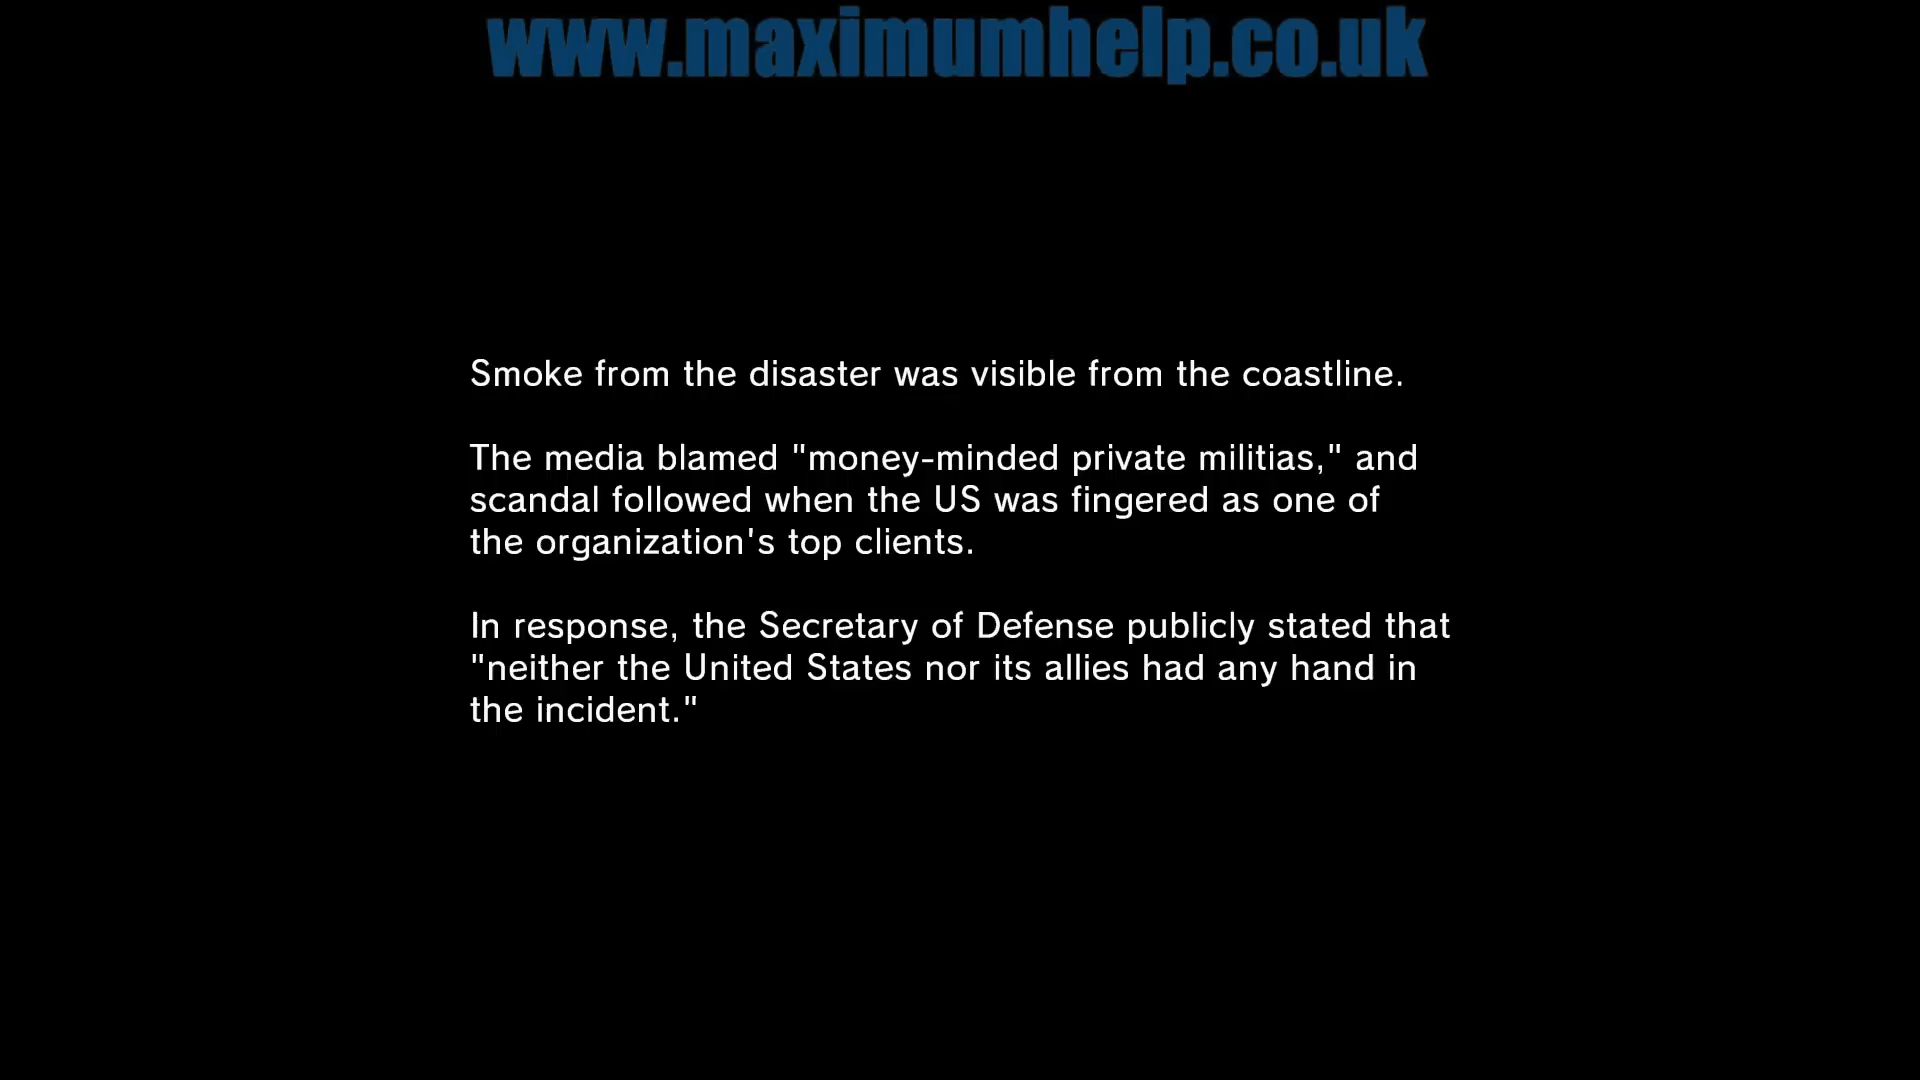 www.maximumhelp.co.uk
Smoke from the disaster was visible from the coastline.
The media blamed "money-minded private militias," and
scandal followed when the US was fingered as one of
the organization's top clients.
In response, the Secretary of Defense publicly stated that
"neither the United States nor its allies had any hand in
the incident."